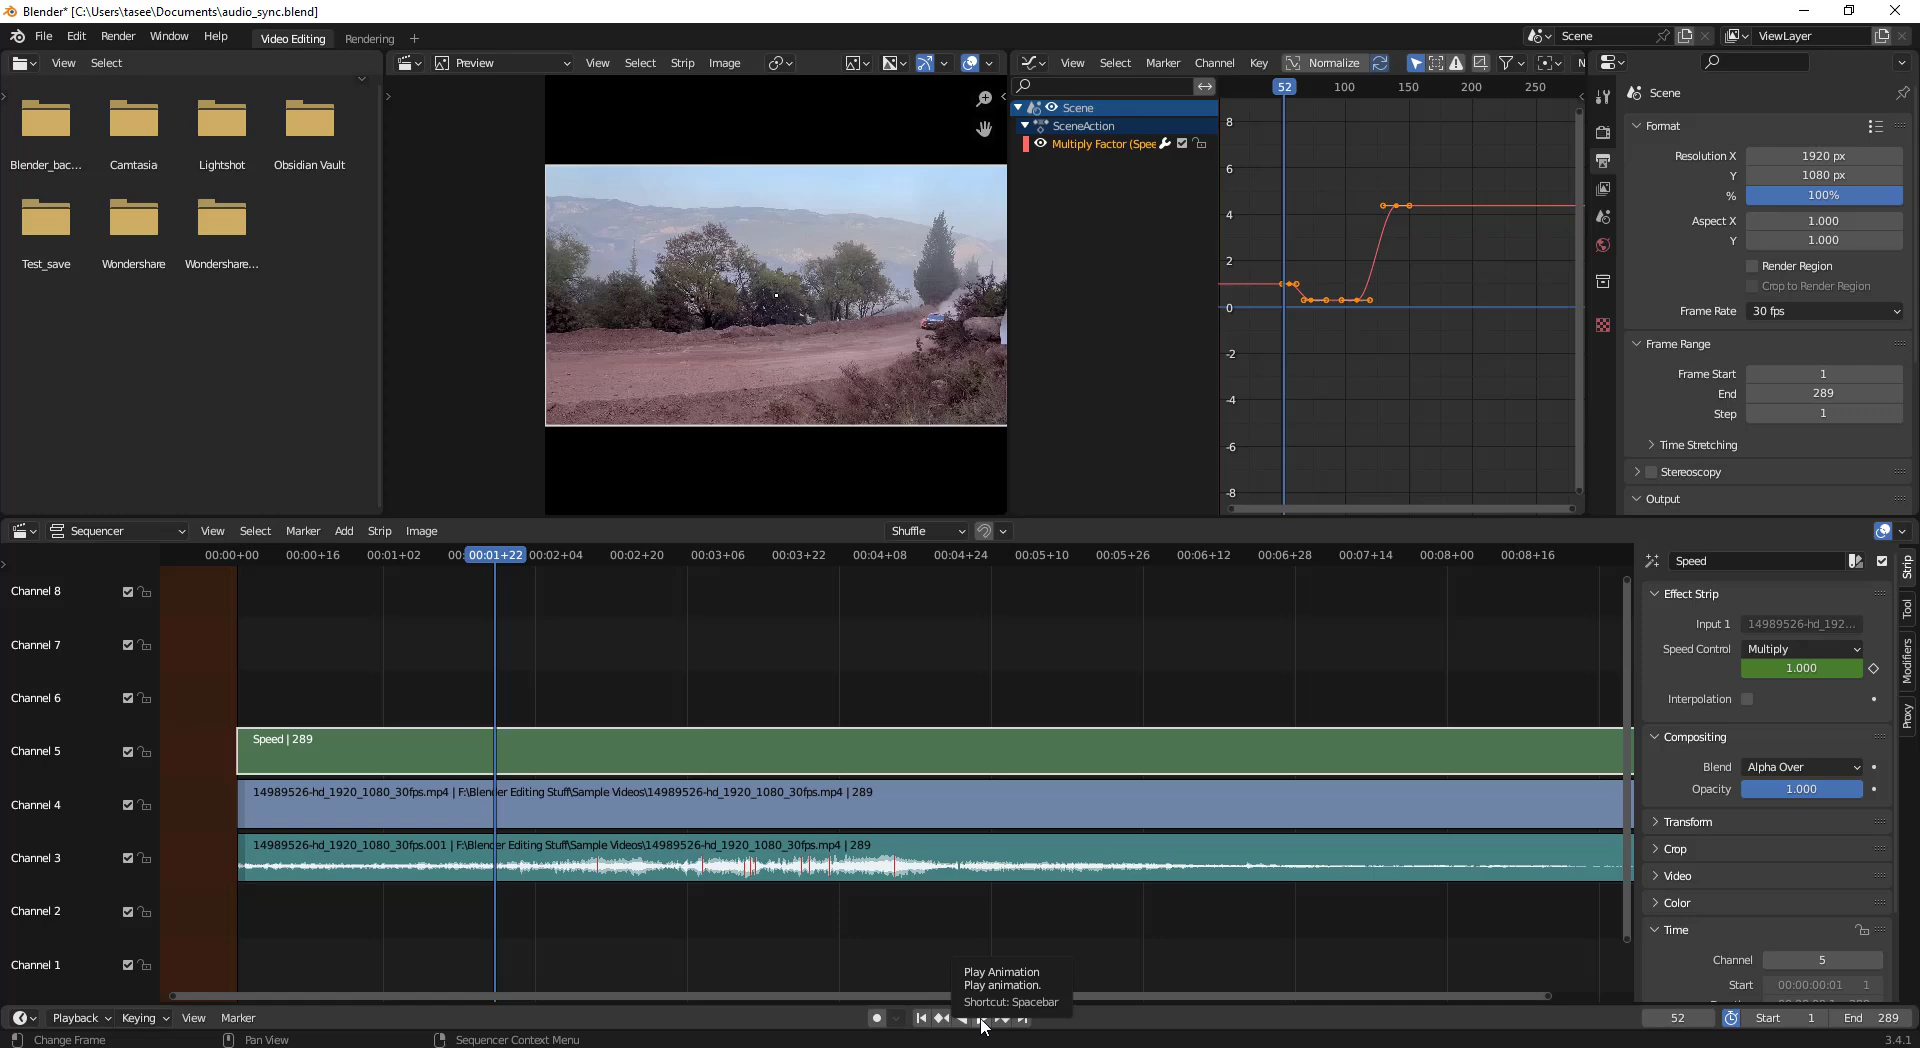 Blender* [C:\Users\tasee\Documents\audio_sync.blend]
File Edit Render Window Help Video Editing Rendering + Scene ViewLayer
View Select Preview View Select Strip Image View Select Marker Channel Key Normalize N
Blender_bac... Camtasia Lightshot Obsidian Vault
Test_save Wondershare Wondershare...
Scene
SceneAction
Multiply Factor (Spee
52 100 150 200 250
8
6
4
2
0
-2
-4
-6
-8
Scene
Format
Resolution X 1920 px
Y 1080 px
% 100%
Aspect X 1.000
Y 1.000
Render Region
Crop to Render Region
Frame Rate 30 fps
Frame Range
Frame Start 1
End 289
Step 1
Time Stretching
Stereoscopy
Output
Sequencer View Select Marker Add Strip Image Shuffle
00:00+00 00:00+16 00:01+02 00: 00:01+22 00:02+04 00:02+20 00:03+06 00:03+22 00:04+08 00:04+24 00:05+10 00:05+26 00:06+12 00:06+28 00:07+14 00:08+00 00:08+16
Channel 8
Channel 7
Channel 6
Channel 5
Channel 4
Channel 3
Channel 2
Channel 1
Speed | 289
14989526-hd_1920_1080_30fps.mp4 | F:\Blender Editing Stuff\Sample Videos\14989526-hd_1920_1080_30fps.mp4 | 289
14989526-hd_1920_1080_30fps.001 | F:\Blender Editing Stuff\Sample Videos\14989526-hd_1920_1080_30fps.mp4 | 289
Speed
Effect Strip
Input 1 14989526-hd_192...
Speed Control Multiply
1.000
Interpolation
Compositing
Blend Alpha Over
Opacity 1.000
Transform
Crop
Video
Color
Time
Channel 5
Start 00:00:00:01 1
Strip
Tool
Modifiers
Proxy
Play Animation
Play animation.
Shortcut: Spacebar
Playback Keying View Marker 52 Start 1 End 289
Change Frame Pan View Sequencer Context Menu 3.4.1